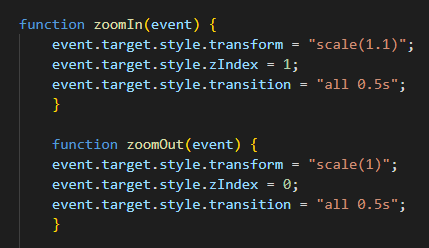 function zoomIn(event) {
event.target.style.transform = "scale(1.1)";
event.target.style.zIndex = 1;
event.target.style.transition = "all 0.5s";
}
function zoomOut(event) {
event.target.style.transform = "scale(1)";
event.target.style.zIndex = 0;
event.target.style.transition = "all 0.5s";
}